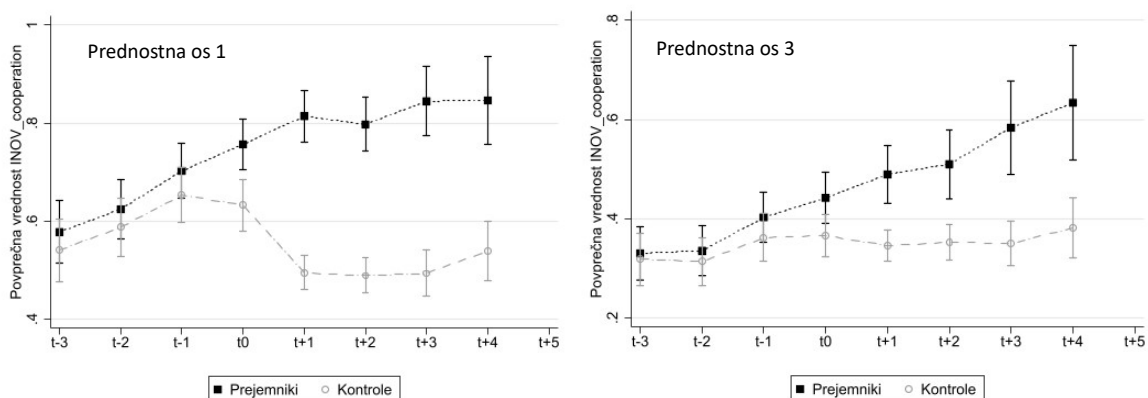 Prednostna os 1
Povprečna vrednost INOV_cooperation
1
.8
.6
.4
t-3 t-2 t-1 t0 t+1 t+2 t+3 t+4 t+5
Prejemniki Kontrole
Prednostna os 3
Povprečna vrednost INOV_cooperation
.8
.6
.4
.2
t-3 t-2 t-1 t0 t+1 t+2 t+3 t+4 t+5
Prejemniki Kontrole